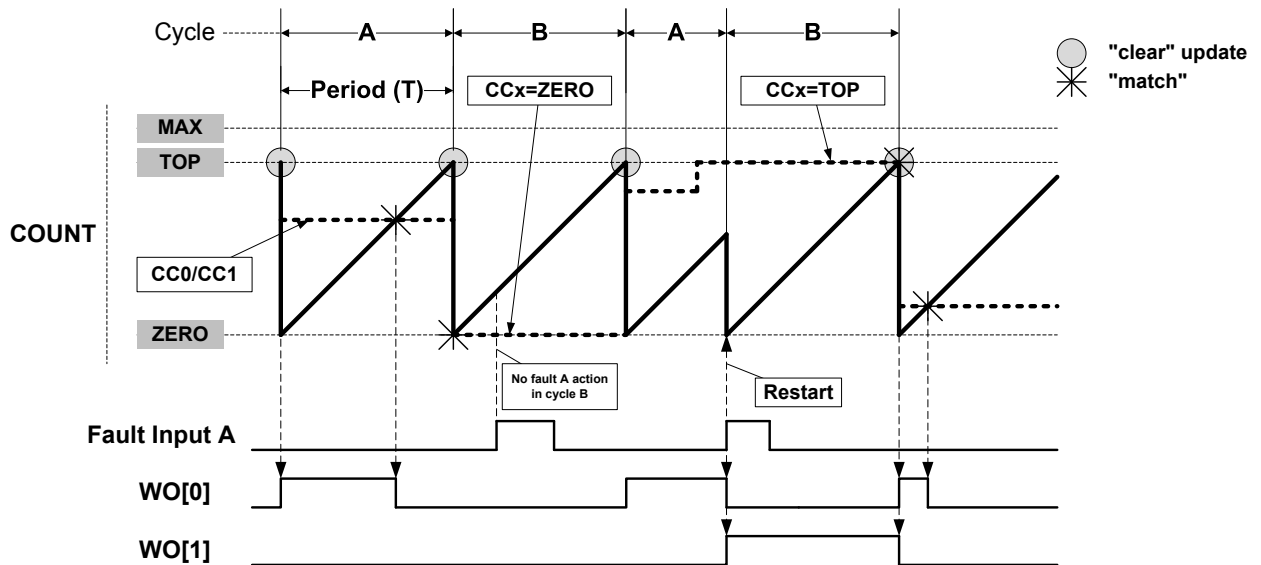 Cycle
A
B
A
B
"clear" update
"match"
Period (T)
CCx=ZERO
CCx=TOP
MAX
TOP
COUNT
CC0/CC1
ZERO
No fault A action
in cycle B
Restart
Fault Input A
WO[0]
WO[1]